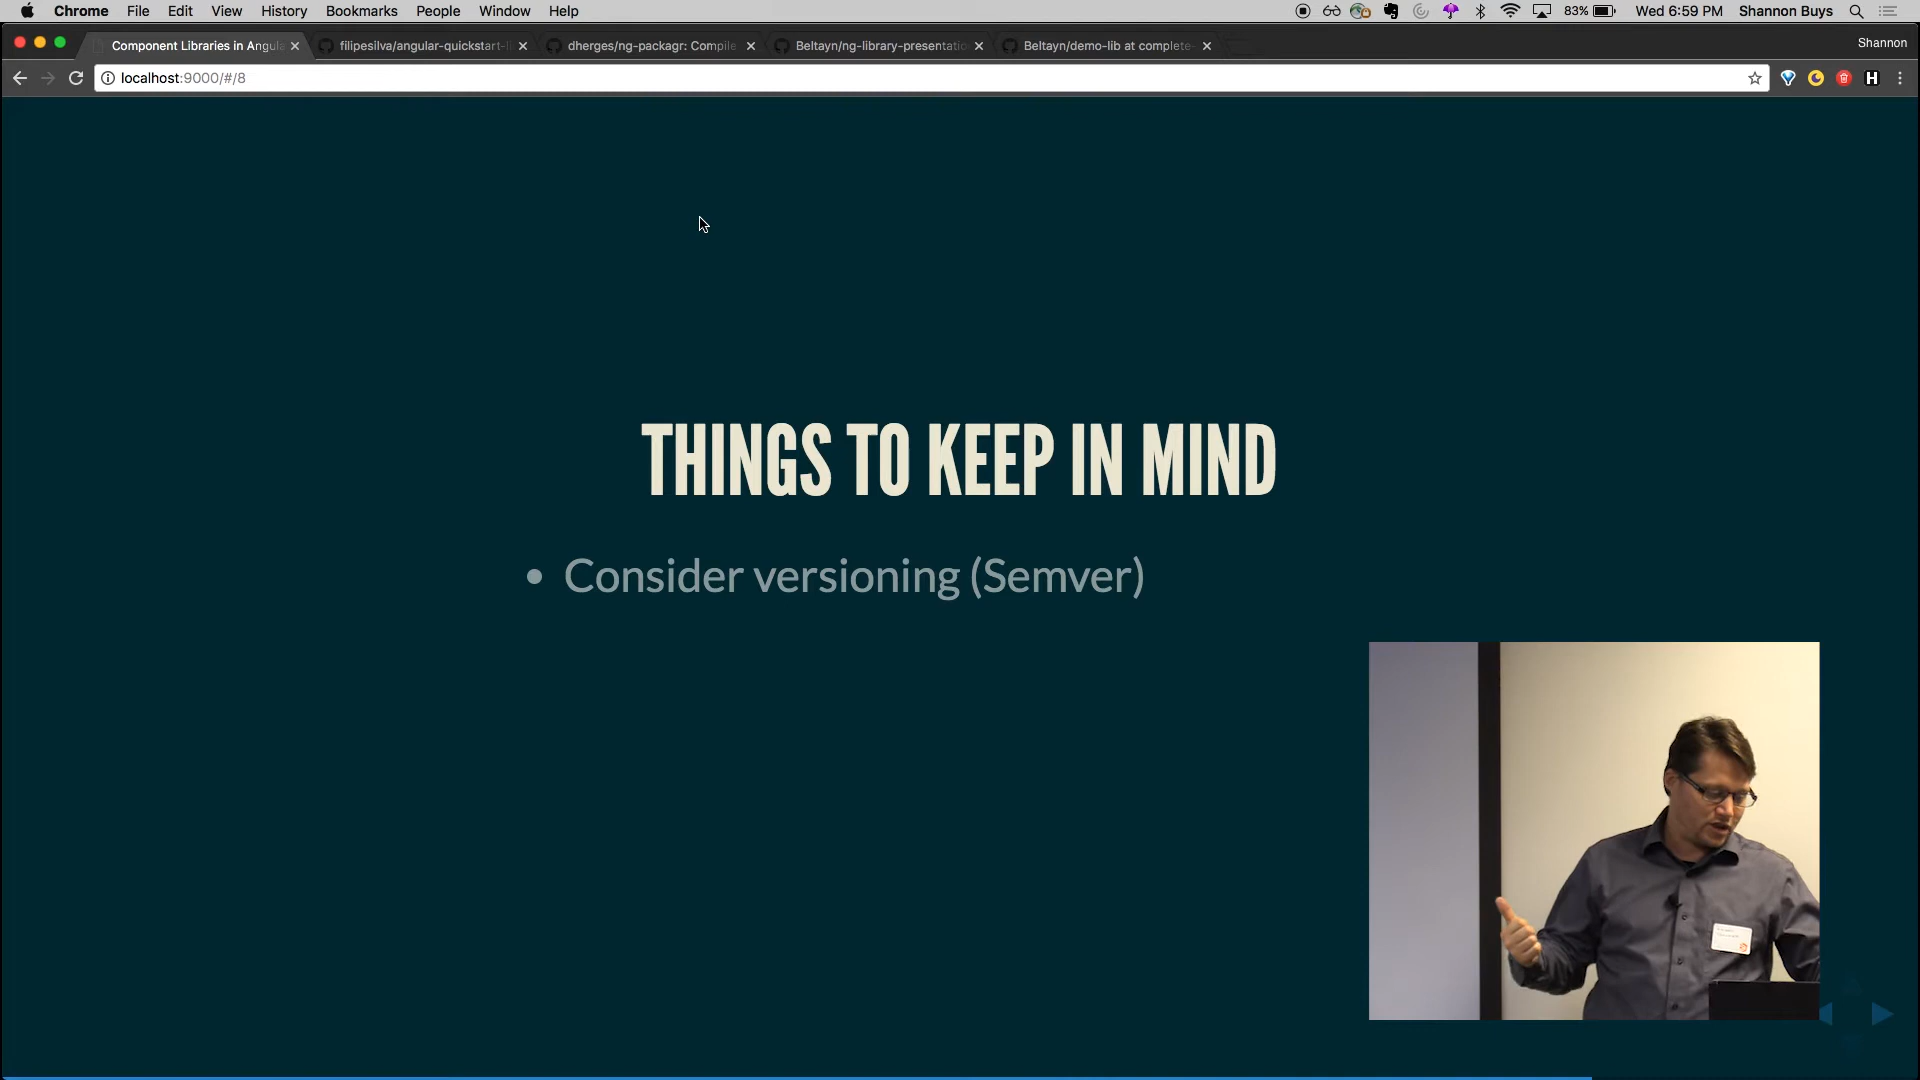 Chrome File Edit View History Bookmarks People Window Help 83% Wed 6:59 PM Shannon Buys
Component Libraries in Angula filipesilva/angular-quickstart-li dherges/ng-packagr: Compile Beltayn/ng-library-presentatio Beltayn/demo-lib at complete- Shannon
localhost:9000/#/8 H
THINGS TO KEEP IN MIND
• Consider versioning (Semver)